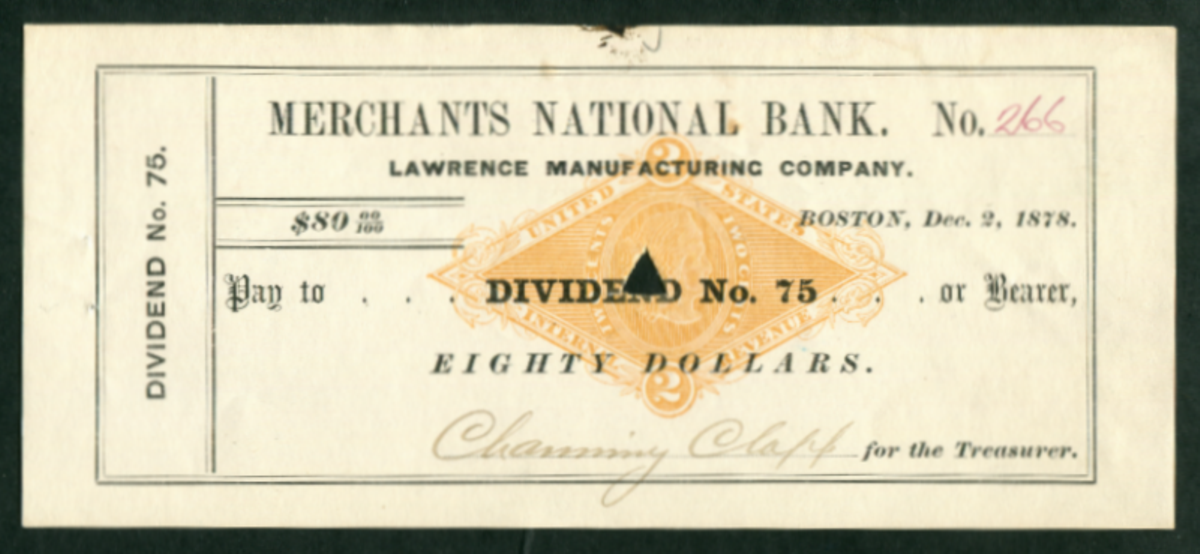 DIVIDEND No. 75.
MERCHANTS NATIONAL BANK. No. 266
LAWRENCE MANUFACTURING COMPANY.
$80 00/100
BOSTON, Dec. 2, 1878.
2
UNITED STATES
TWO CENTS
Pay to . . . DIVIDEND No. 75 . . . or Bearer,
INTERNAL REVENUE
EIGHTY DOLLARS.
2
Channing Clapp for the Treasurer.